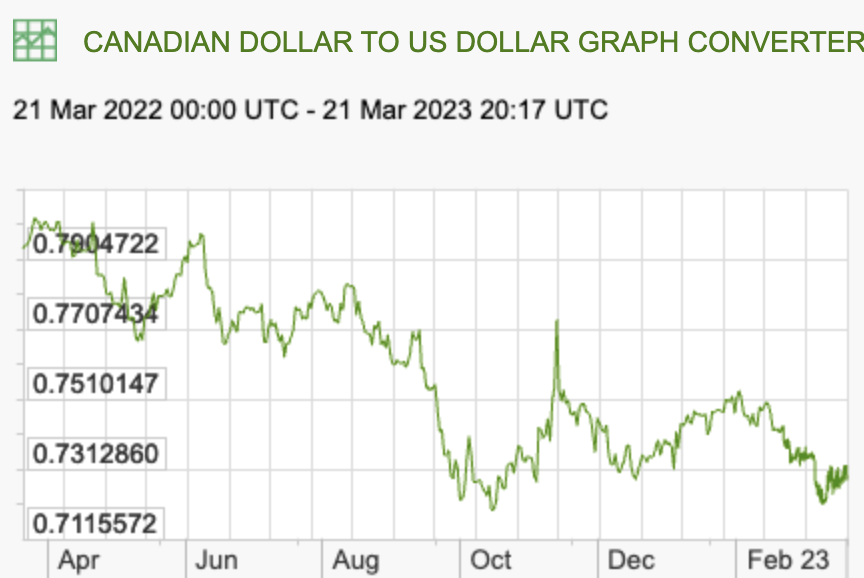 CANADIAN DOLLAR TO US DOLLAR GRAPH CONVERTER
21 Mar 2022 00:00 UTC - 21 Mar 2023 20:17 UTC
0.7904722
0.7707434
0.7510147
0.7312860
0.7115572
Apr Jun Aug Oct Dec Feb 23